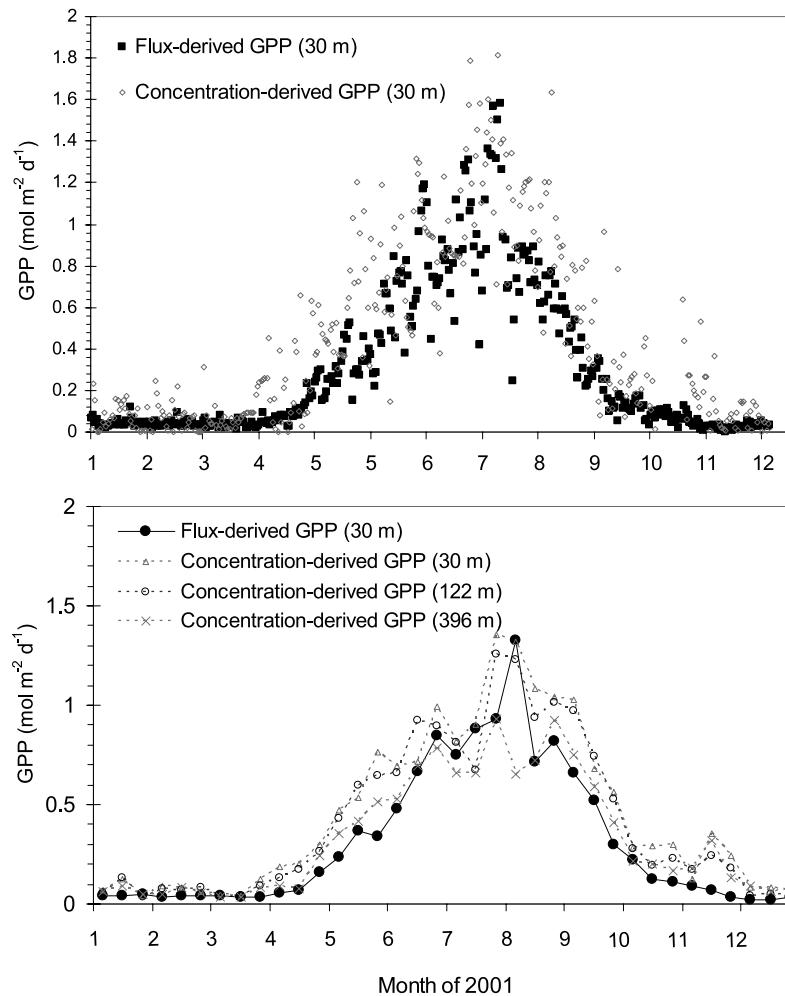 2
1.8
1.6
1.4
1.2
1
0.8
0.6
0.4
0.2
0
GPP (mol m⁻² d⁻¹)
Flux-derived GPP (30 m)
Concentration-derived GPP (30 m)
1 2 3 4 5 5 6 7 8 9 10 11 12
2
1.5
1
0.5
0
GPP (mol m⁻² d⁻¹)
Flux-derived GPP (30 m)
Concentration-derived GPP (30 m)
Concentration-derived GPP (122 m)
Concentration-derived GPP (396 m)
1 2 3 4 5 6 7 8 9 10 11 12
Month of 2001